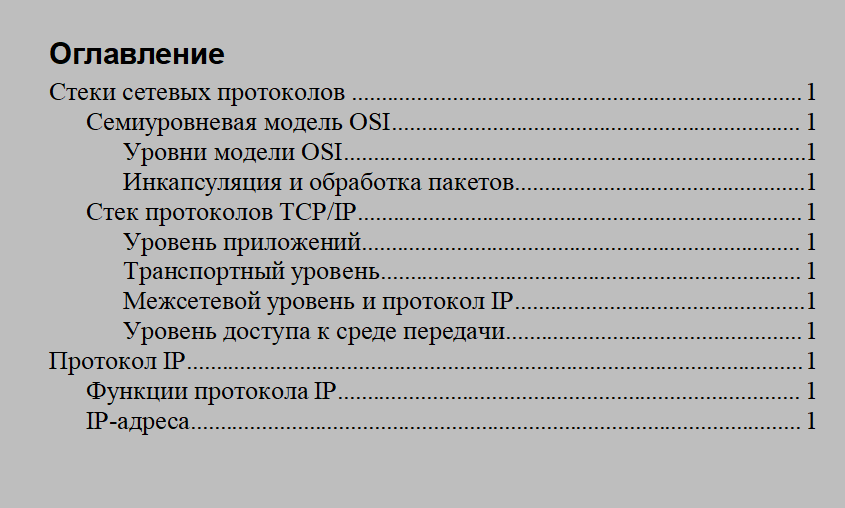 Оглавление
Стеки сетевых протоколов ........................................................................ 1
Семиуровневая модель OSI.................................................................. 1
Уровни модели OSI..........................................................................1
Инкапсуляция и обработка пакетов...............................................1
Стек протоколов TCP/IP....................................................................... 1
Уровень приложений....................................................................... 1
Транспортный уровень.................................................................... 1
Межсетевой уровень и протокол IP...............................................1
Уровень доступа к среде передачи................................................ 1
Протокол IP..................................................................................................1
Функции протокола IP.......................................................................... 1
IP-адреса.................................................................................................. 1